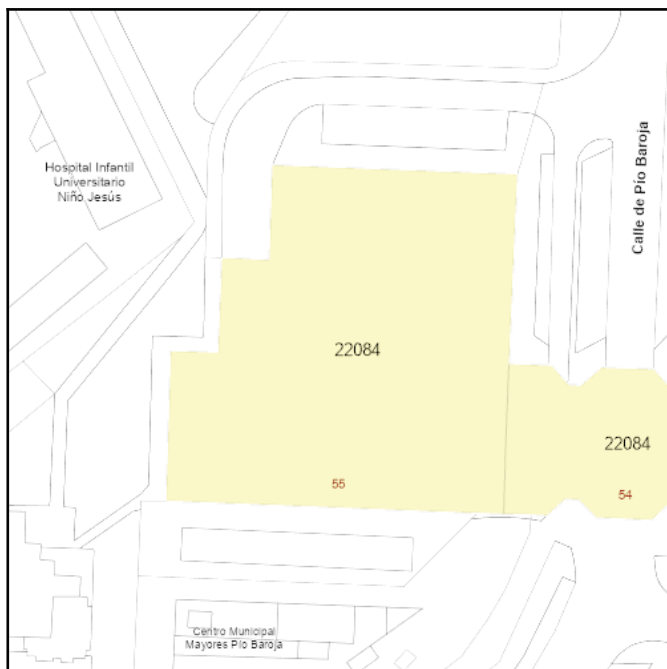 Hospital Infantil
Universitario
Niño Jesús
Calle de Pío Baroja
22084
22084
55
54
Centro Municipal
Mayores Pío Baroja